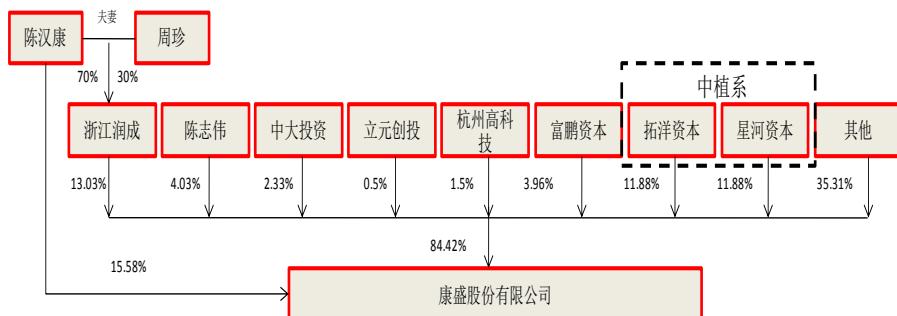 夫妻
陈汉康
周珍
70%
30%
中植系
浙江润成
陈志伟
中大投资
立元创投
杭州高科
技
富鹏资本
拓洋资本
星河资本
其他
13.03%
4.03%
2.33%
0.5%
1.5%
3.96%
11.88%
11.88%
35.31%
84.42%
15.58%
康盛股份有限公司